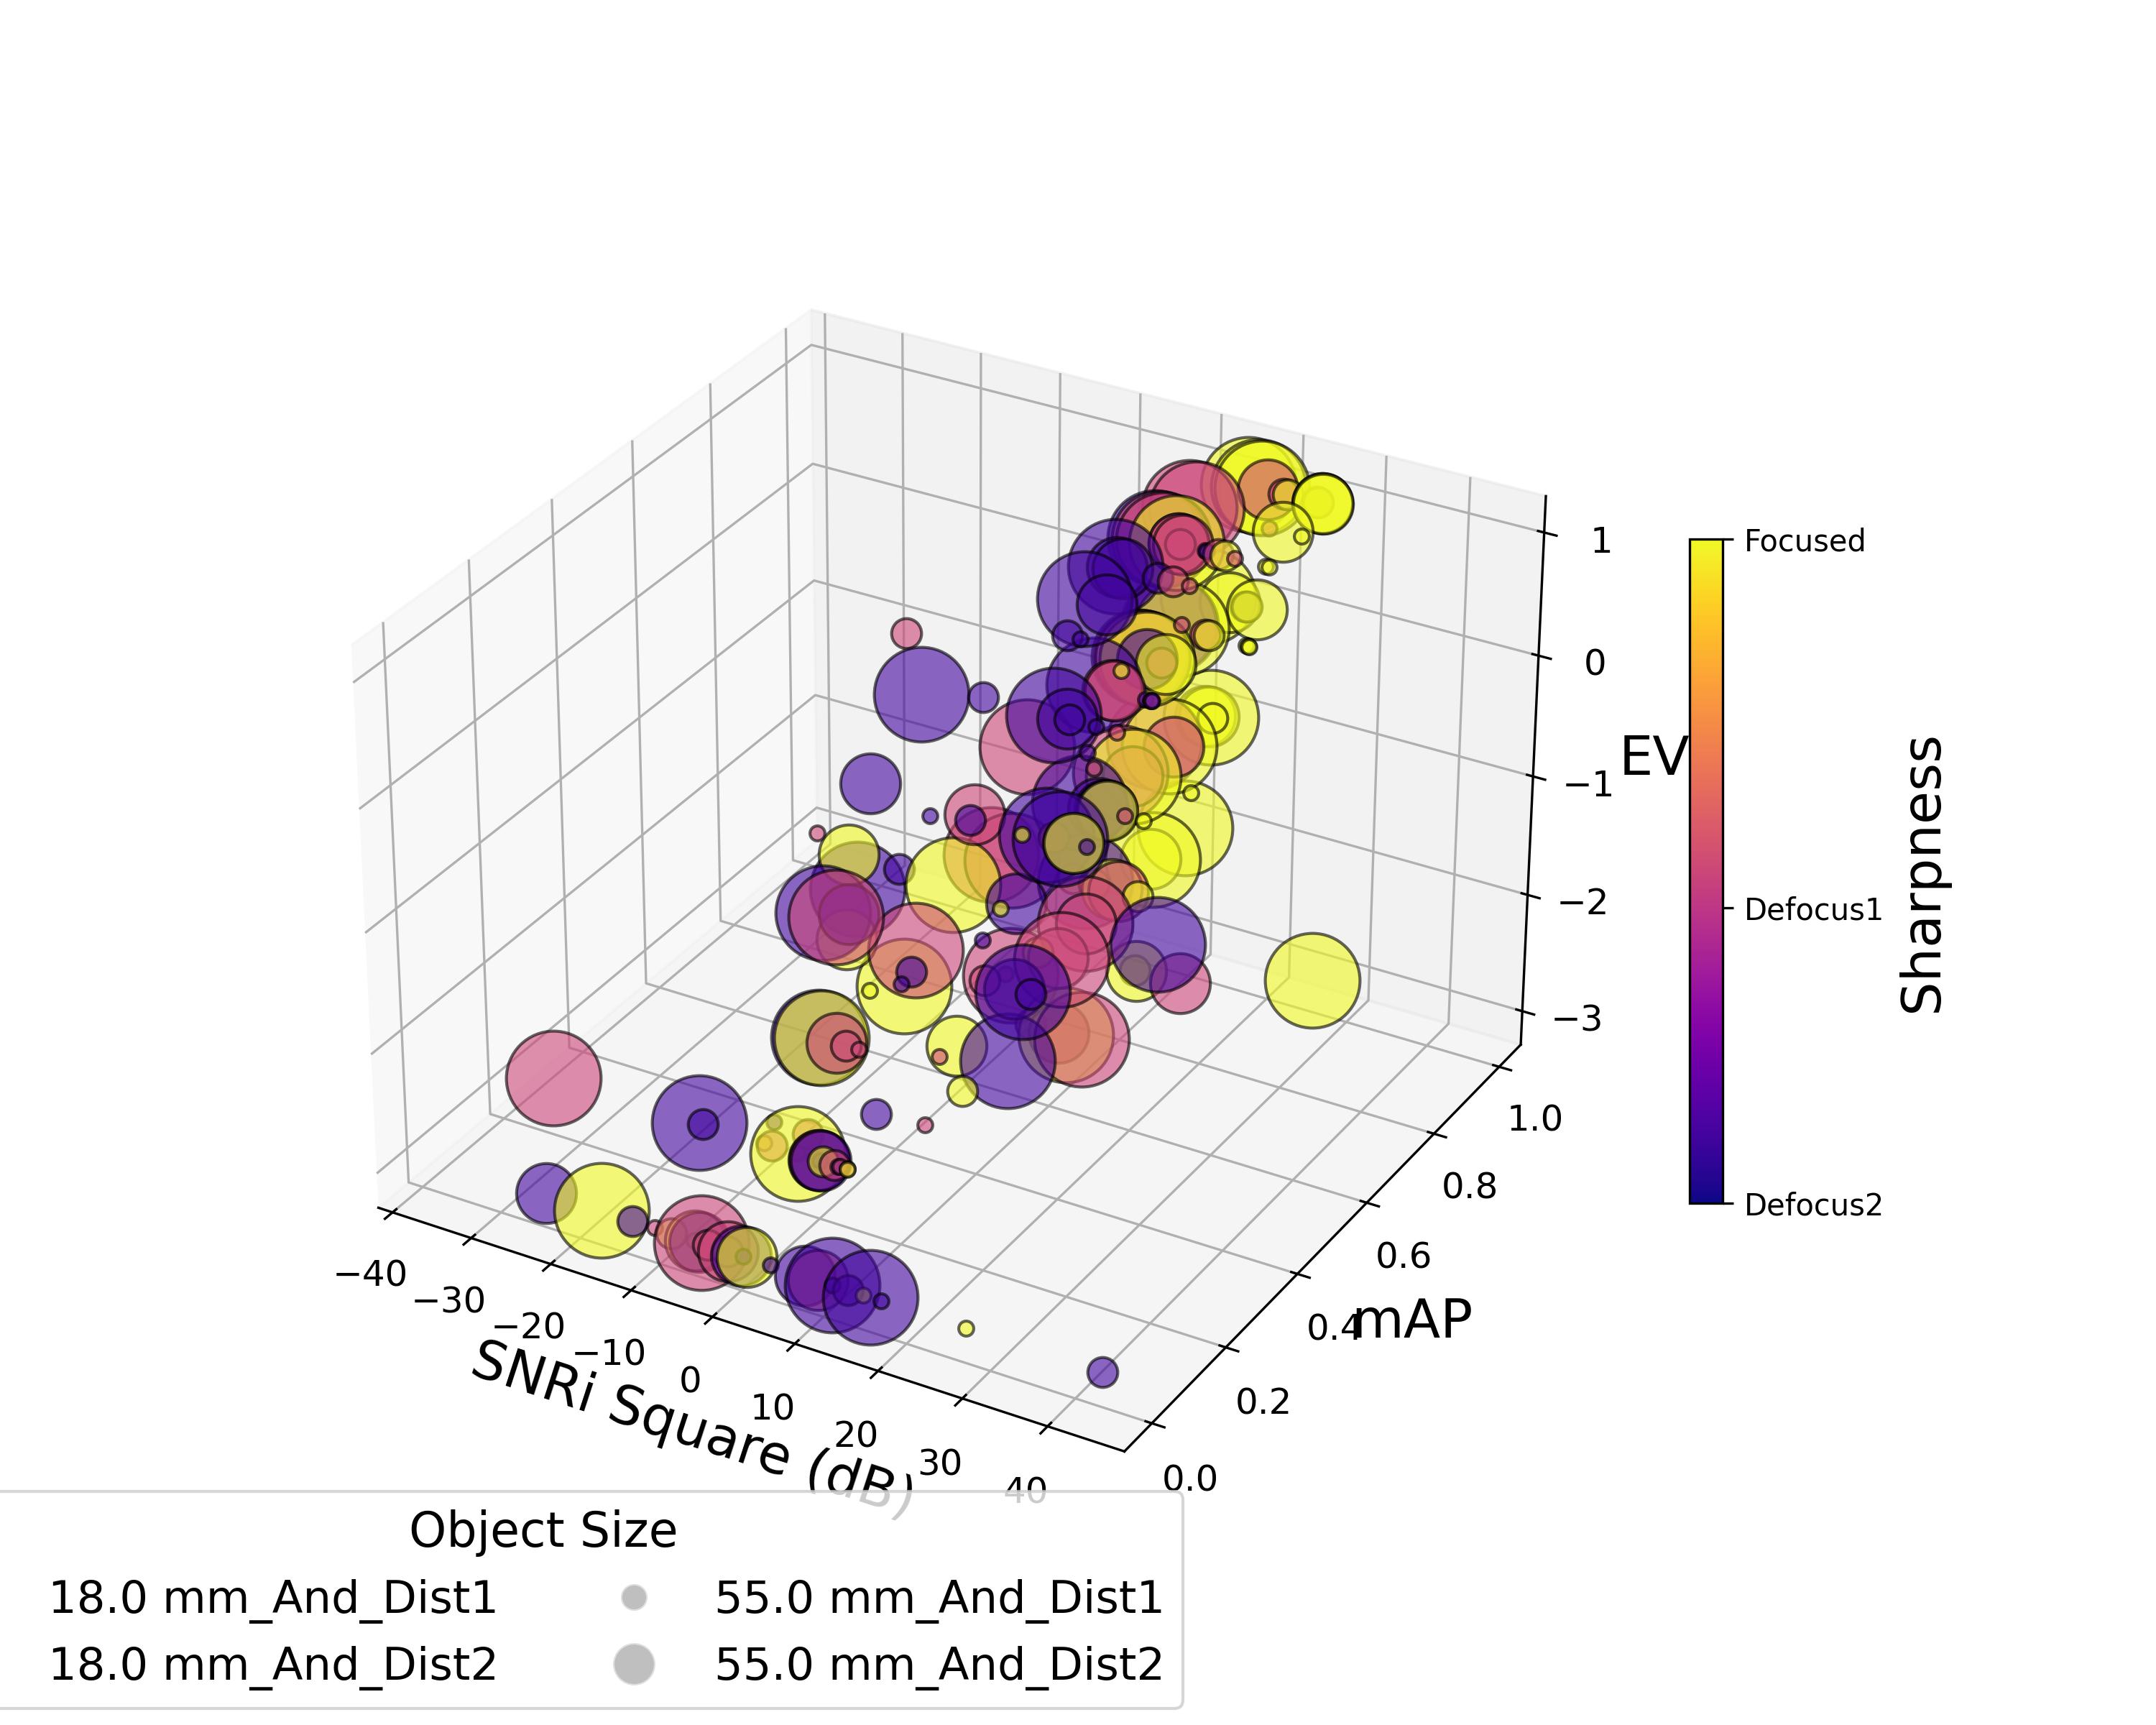 1
0
−1
−2
−3
EV
Focused
Defocus1
Defocus2
Sharpness
1.0
0.8
0.6
0.4
0.2
0.0
mAP
−40
−30
−20
−10
0
10
20
30
40
SNRi Square (dB)
Object Size
18.0 mm_And_Dist1 55.0 mm_And_Dist1
18.0 mm_And_Dist2 55.0 mm_And_Dist2